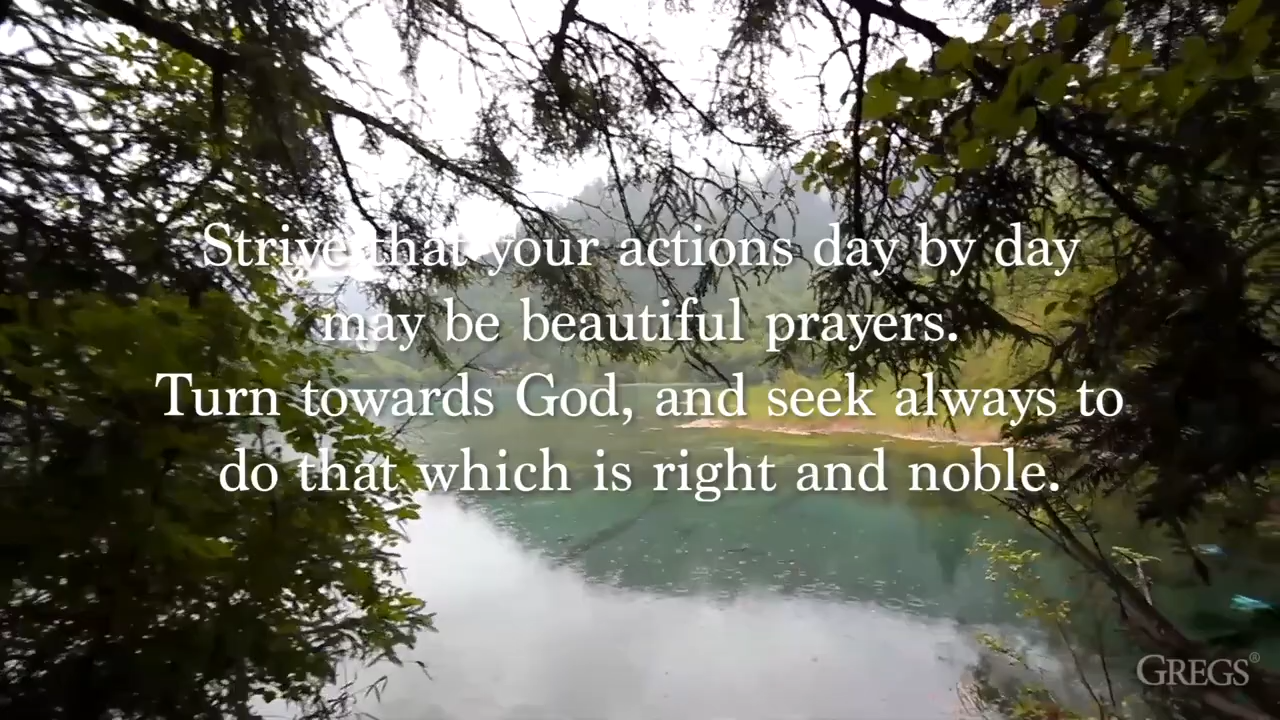 Strive that your actions day by day
may be beautiful prayers.
Turn towards God, and seek always to
do that which is right and noble.
GREGS®